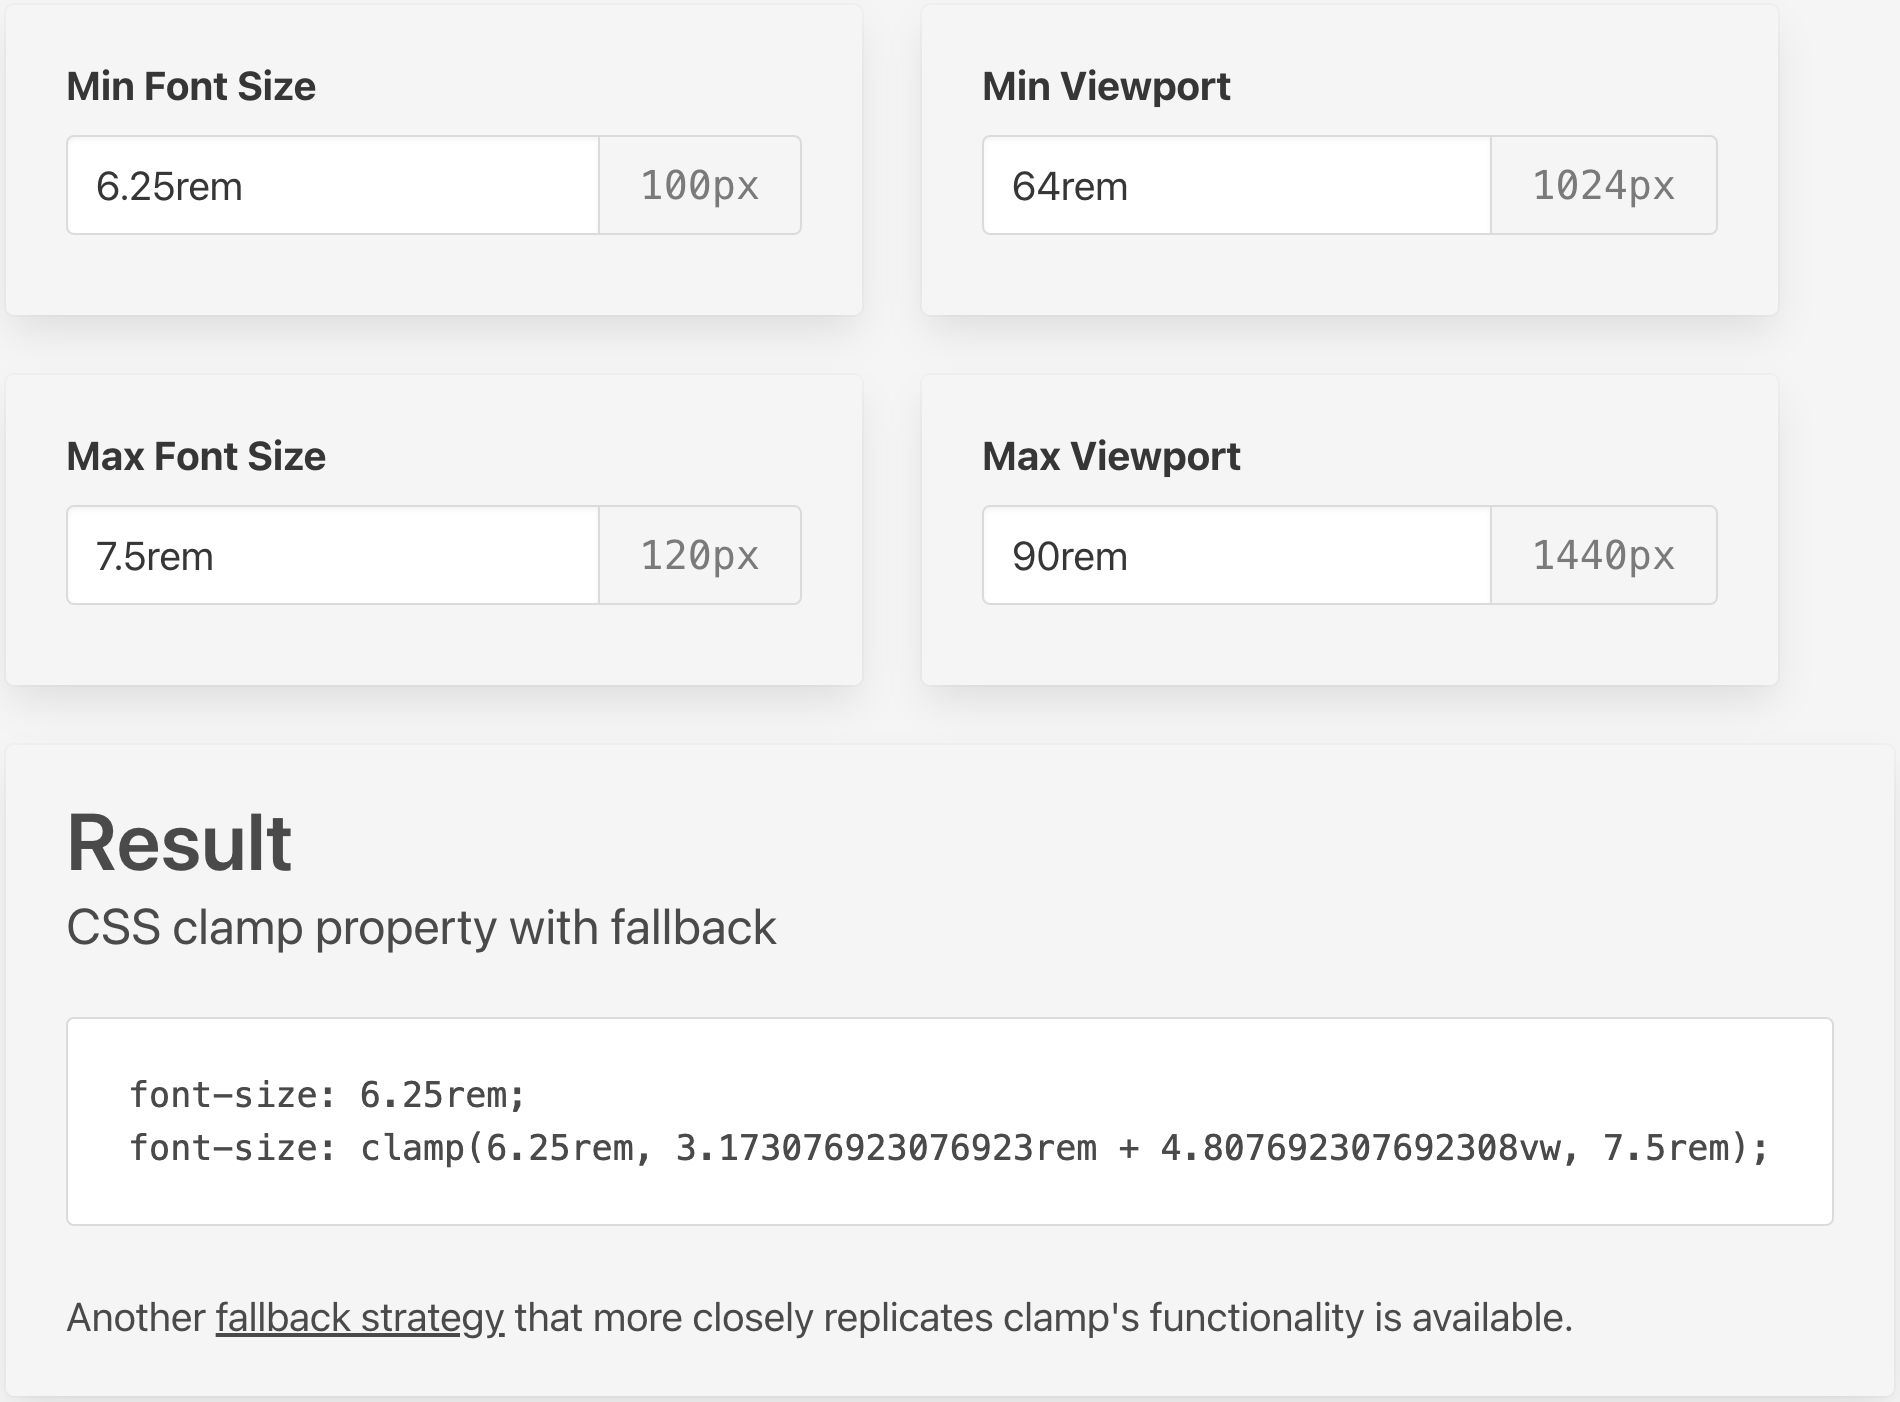 Min Font Size
6.25rem 100px
Min Viewport
64rem 1024px
Max Font Size
7.5rem 120px
Max Viewport
90rem 1440px
Result
CSS clamp property with fallback
font-size: 6.25rem;
font-size: clamp(6.25rem, 3.173076923076923rem + 4.807692307692308vw, 7.5rem);
Another fallback strategy that more closely replicates clamp's functionality is available.